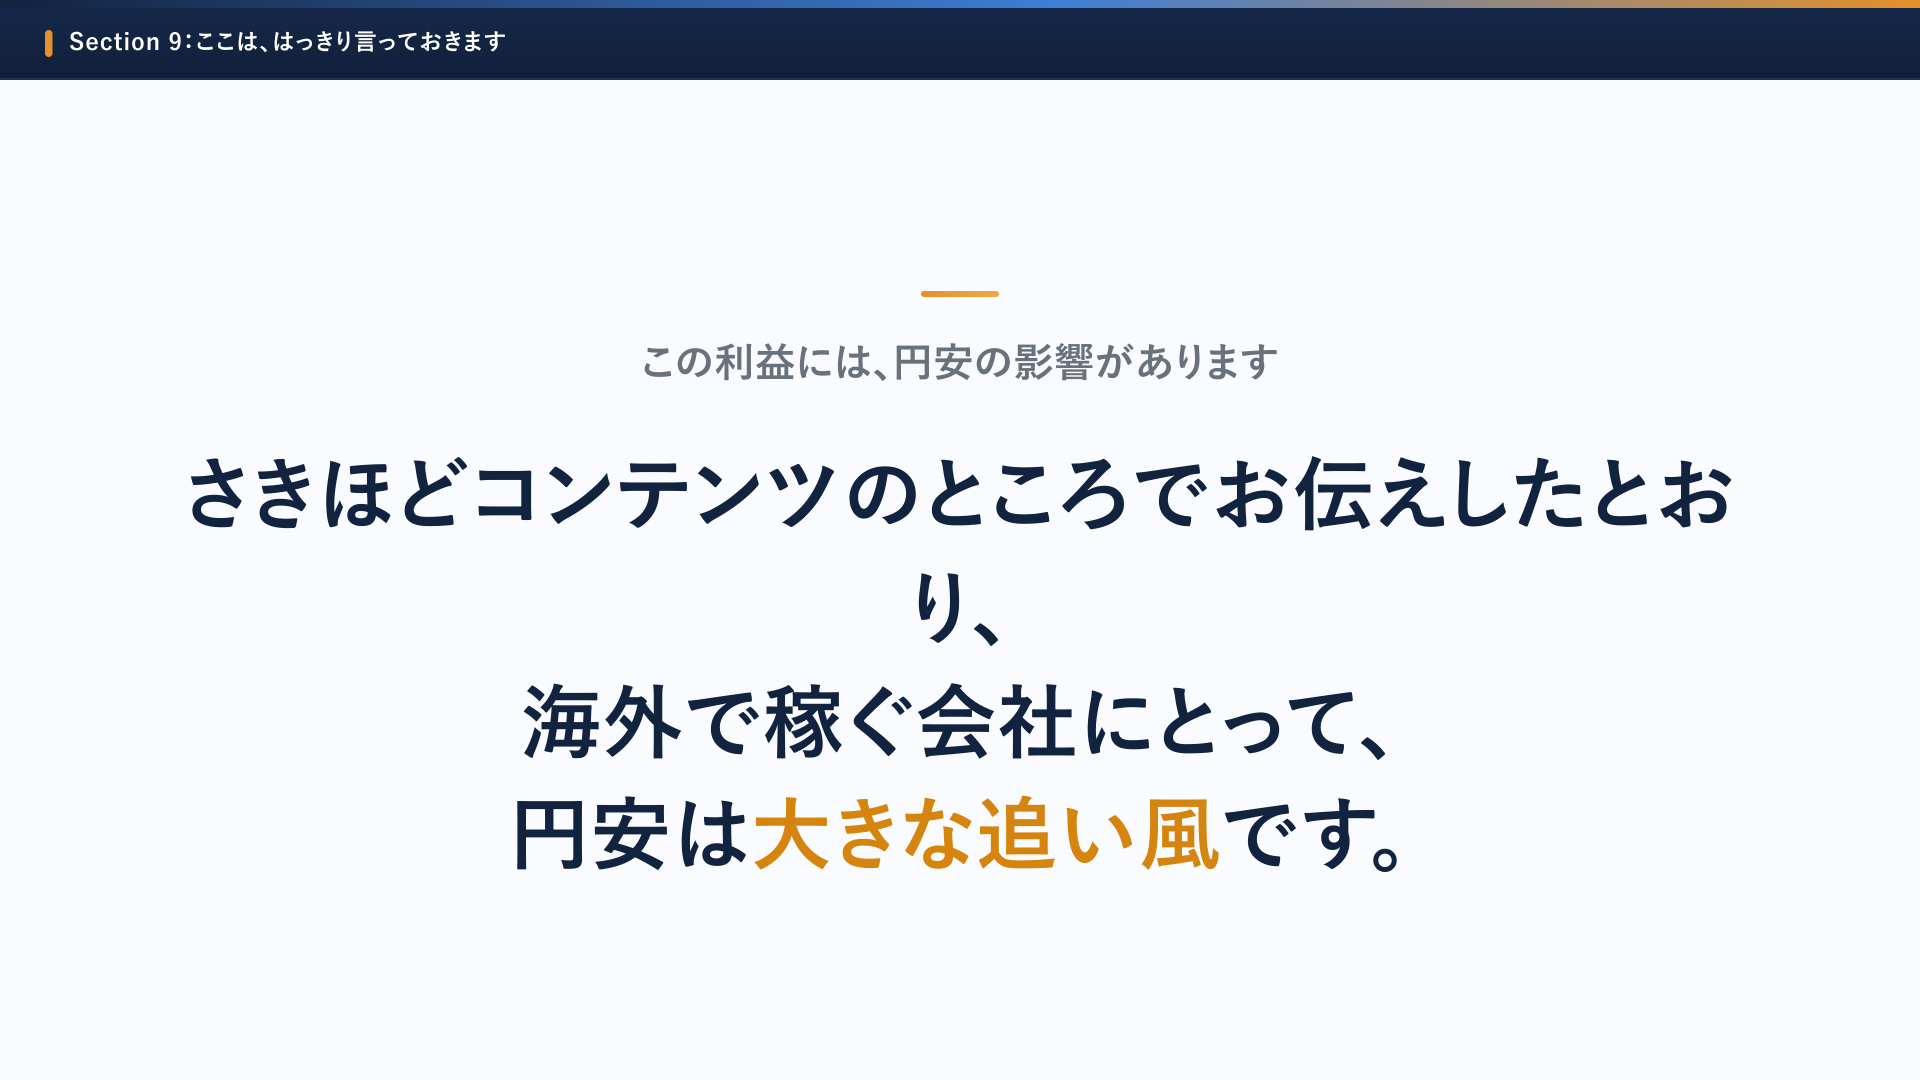 Section 9：ここは、はっきり言っておきます
この利益には、円安の影響があります
さきほどコンテンツのところでお伝えしたとお
り、
海外で稼ぐ会社にとって、
円安は大きな追い風です。